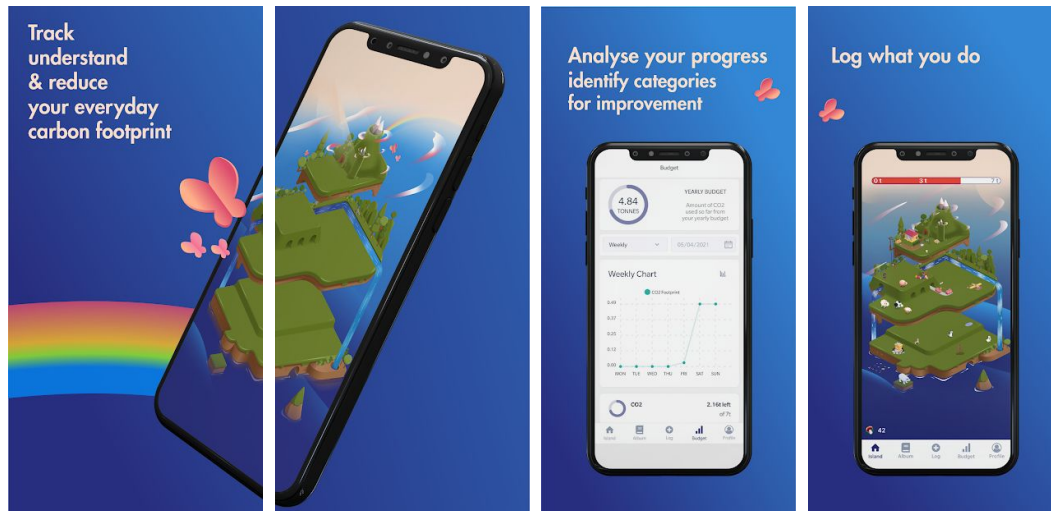 Track
understand
& reduce
your everyday
carbon footprint
Analyse your progress
identify categories
for improvement
Budget
4.84
TONNES
YEARLY BUDGET
Amount of CO2
used so far from
your yearly budget
Weekly
05/04/2021
Weekly Chart
CO2 Footprint
0.49
0.37
0.25
0.12
0.00
MON TUE WED THU FRI SAT SUN
CO2
2.16t left
of 7t
Island Album Log Budget Profile
Log what you do
0 t 3 t 7 t
42
Island Album Log Budget Profile